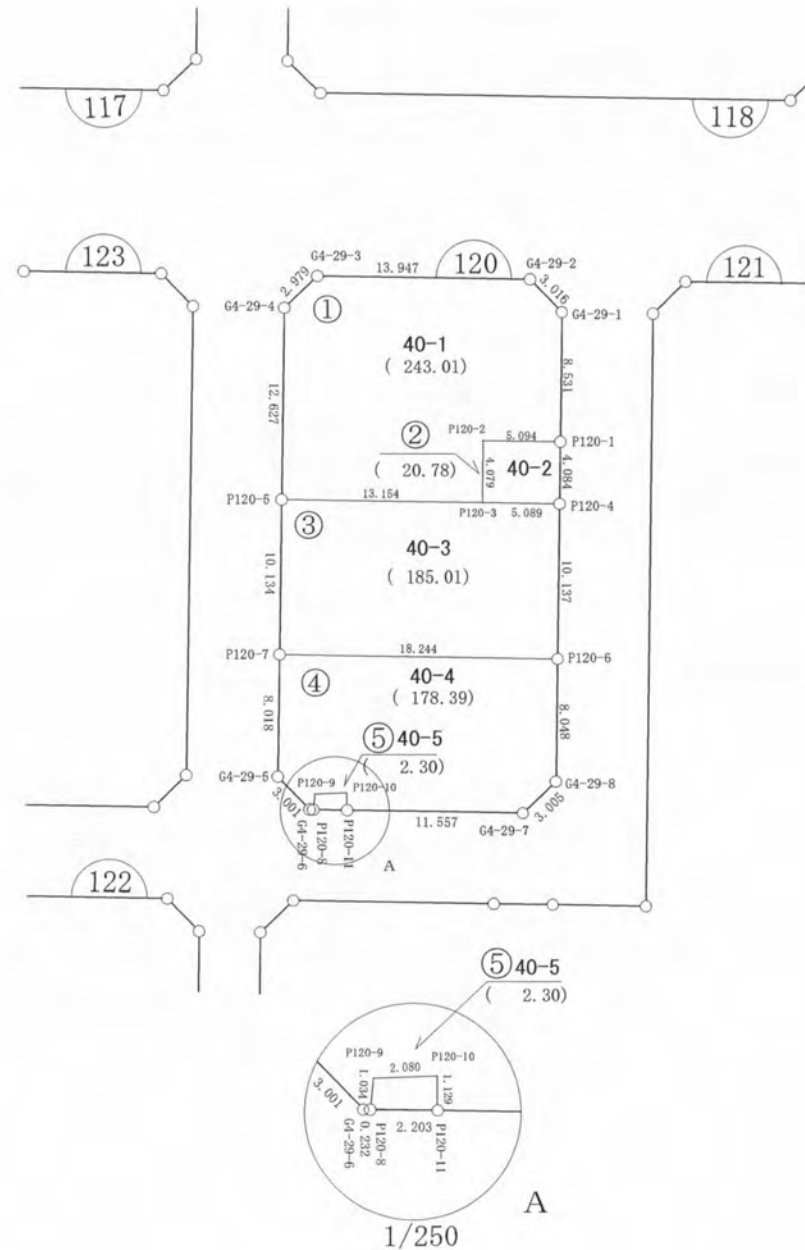 117
118
123
120
121
G4-29-3
13.947
G4-29-2
2.979
3.016
G4-29-4
①
G4-29-1
40-1
( 243.01)
8.531
12.627
②
P120-2
5.094
P120-1
( 20.78)
4.079
40-2
4.084
P120-5
13.154
P120-3
5.089
P120-4
③
40-3
( 185.01)
10.134
10.137
P120-7
18.244
P120-6
④
40-4
( 178.39)
8.018
8.048
⑤ 40-5
( 2.30)
G4-29-5
P120-9
P120-10
G4-29-8
3.001
3.005
G4-29-6
P120-8
P120-11
11.557
G4-29-7
A
122
⑤ 40-5
( 2.30)
P120-9
P120-10
2.080
3.001
1.034
1.129
G4-29-6
0.232
P120-8
2.203
P120-11
A
1/250